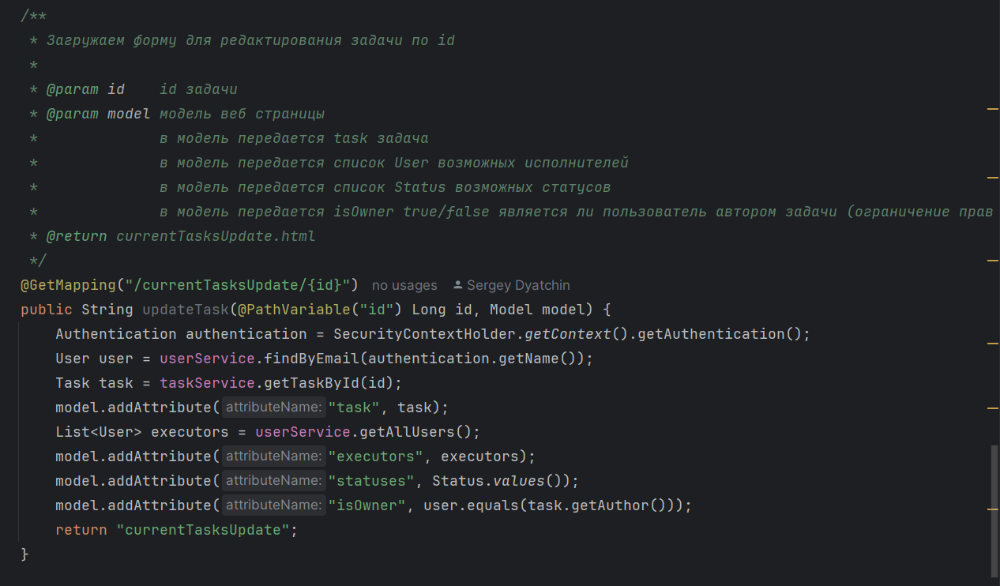 /**
 * Загружаем форму для редактирования задачи по id
 *
 * @param id    id задачи
 * @param model модель веб страницы
 *              в модель передается task задача
 *              в модель передается список User возможных исполнителей
 *              в модель передается список Status возможных статусов
 *              в модель передается isOwner true/false является ли пользователь автором задачи (ограничение прав
 * @return currentTasksUpdate.html
 */
@GetMapping("/currentTasksUpdate/{id}") no usages Sergey Dyatchin
public String updateTask(@PathVariable("id") Long id, Model model) {
    Authentication authentication = SecurityContextHolder.getContext().getAuthentication();
    User user = userService.findByEmail(authentication.getName());
    Task task = taskService.getTaskById(id);
    model.addAttribute( attributeName: "task", task);
    List<User> executors = userService.getAllUsers();
    model.addAttribute( attributeName: "executors", executors);
    model.addAttribute( attributeName: "statuses", Status.values());
    model.addAttribute( attributeName: "isOwner", user.equals(task.getAuthor()));
    return "currentTasksUpdate";
}